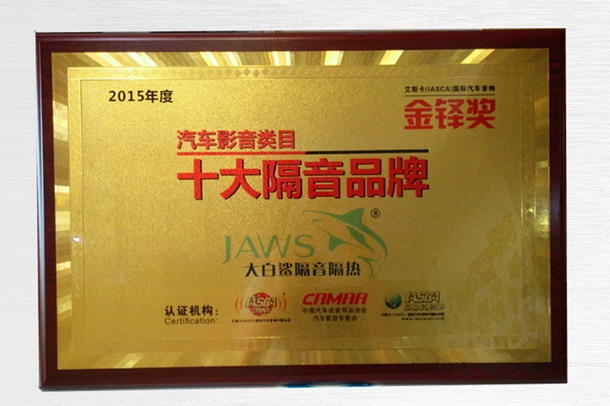 2015年度
艾斯卡(IASCA)国际汽车音响
金铎奖
汽车影音类目
十大隔音品牌
JAWS®
大白鲨隔音隔热
认证机构：
Certification:
IASCA
CAMRA
中国汽车改装用品协会
汽车影音专委会
IASCA